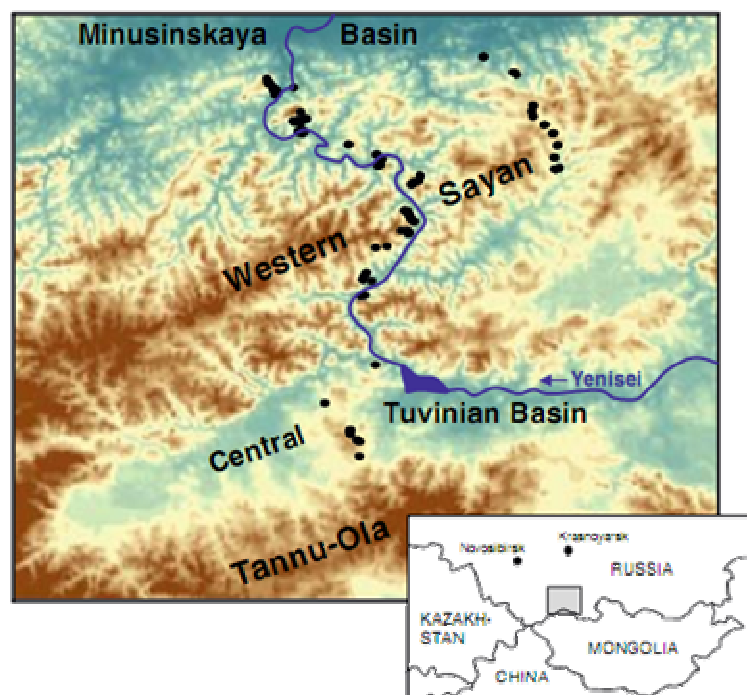 Minusinskaya Basin
Sayan
Western
← Yenisei
Tuvinian Basin
Central
Tannu-Ola
Novosibirsk
Krasnoyarsk
RUSSIA
KAZAKH-
STAN
MONGOLIA
CHINA